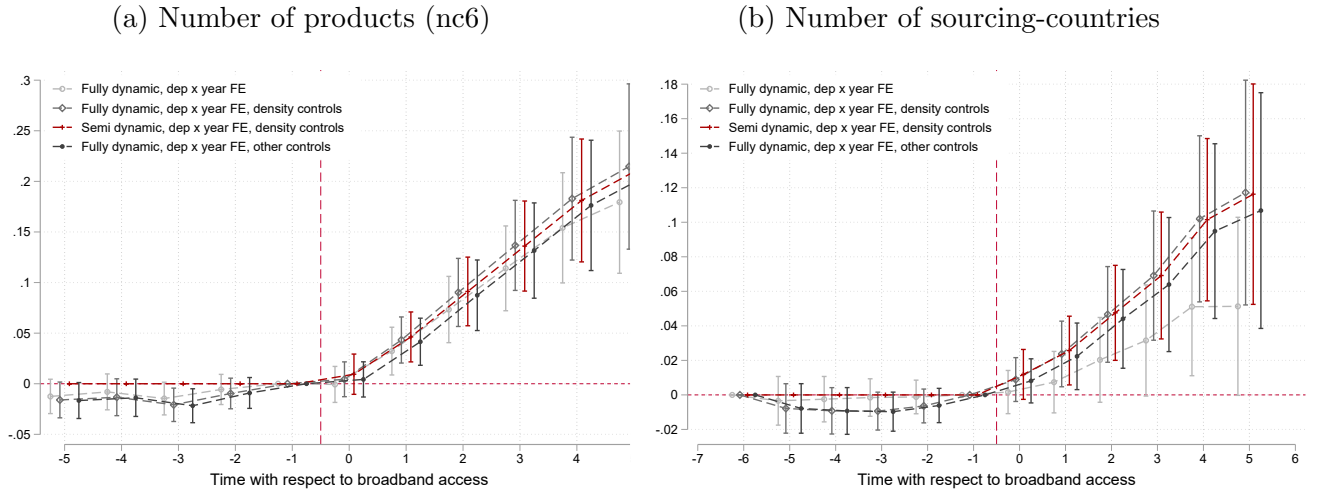 (a) Number of products (nc6)
Fully dynamic, dep x year FE
Fully dynamic, dep x year FE, density controls
Semi dynamic, dep x year FE, density controls
Fully dynamic, dep x year FE, other controls
.3
.25
.2
.15
.1
.05
0
-.05
-5 -4 -3 -2 -1 0 1 2 3 4
Time with respect to broadband access
(b) Number of sourcing-countries
Fully dynamic, dep x year FE
Fully dynamic, dep x year FE, density controls
Semi dynamic, dep x year FE, density controls
Fully dynamic, dep x year FE, other controls
.18
.16
.14
.12
.1
.08
.06
.04
.02
0
-.02
-7 -6 -5 -4 -3 -2 -1 0 1 2 3 4 5 6
Time with respect to broadband access